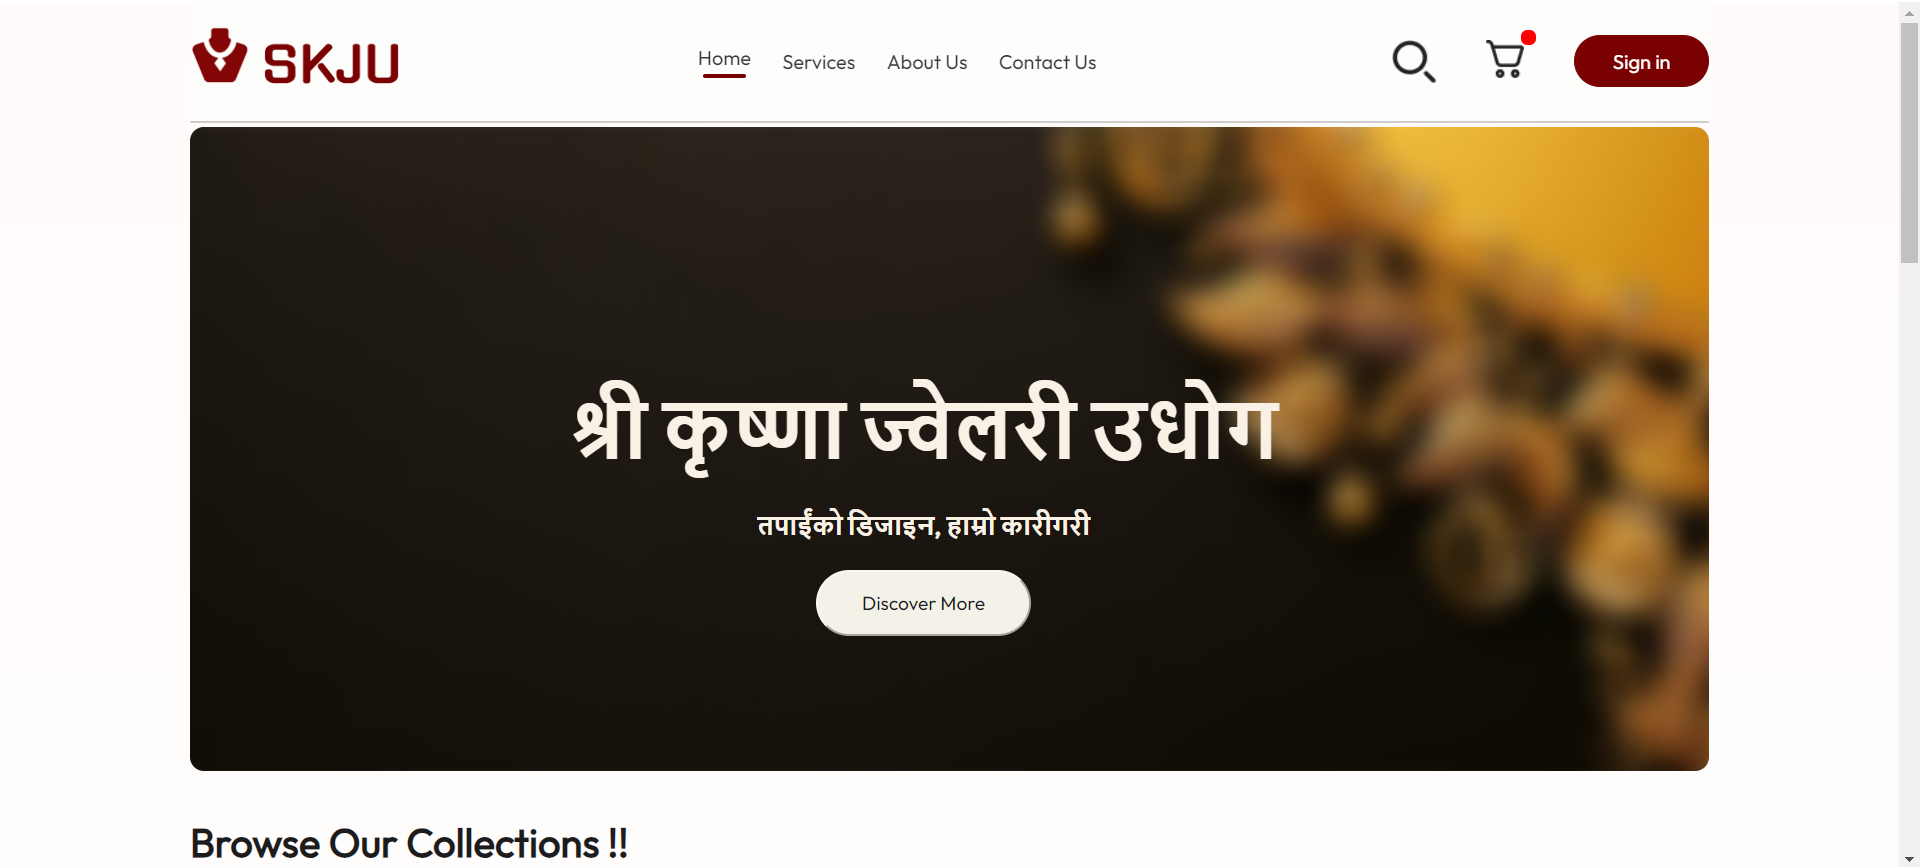 SKJU
Home Services About Us Contact Us
Sign in
श्री कृष्णा ज्वेलरी उधोग
तपाईंको डिजाइन, हाम्रो कारीगरी
Discover More
Browse Our Collections !!